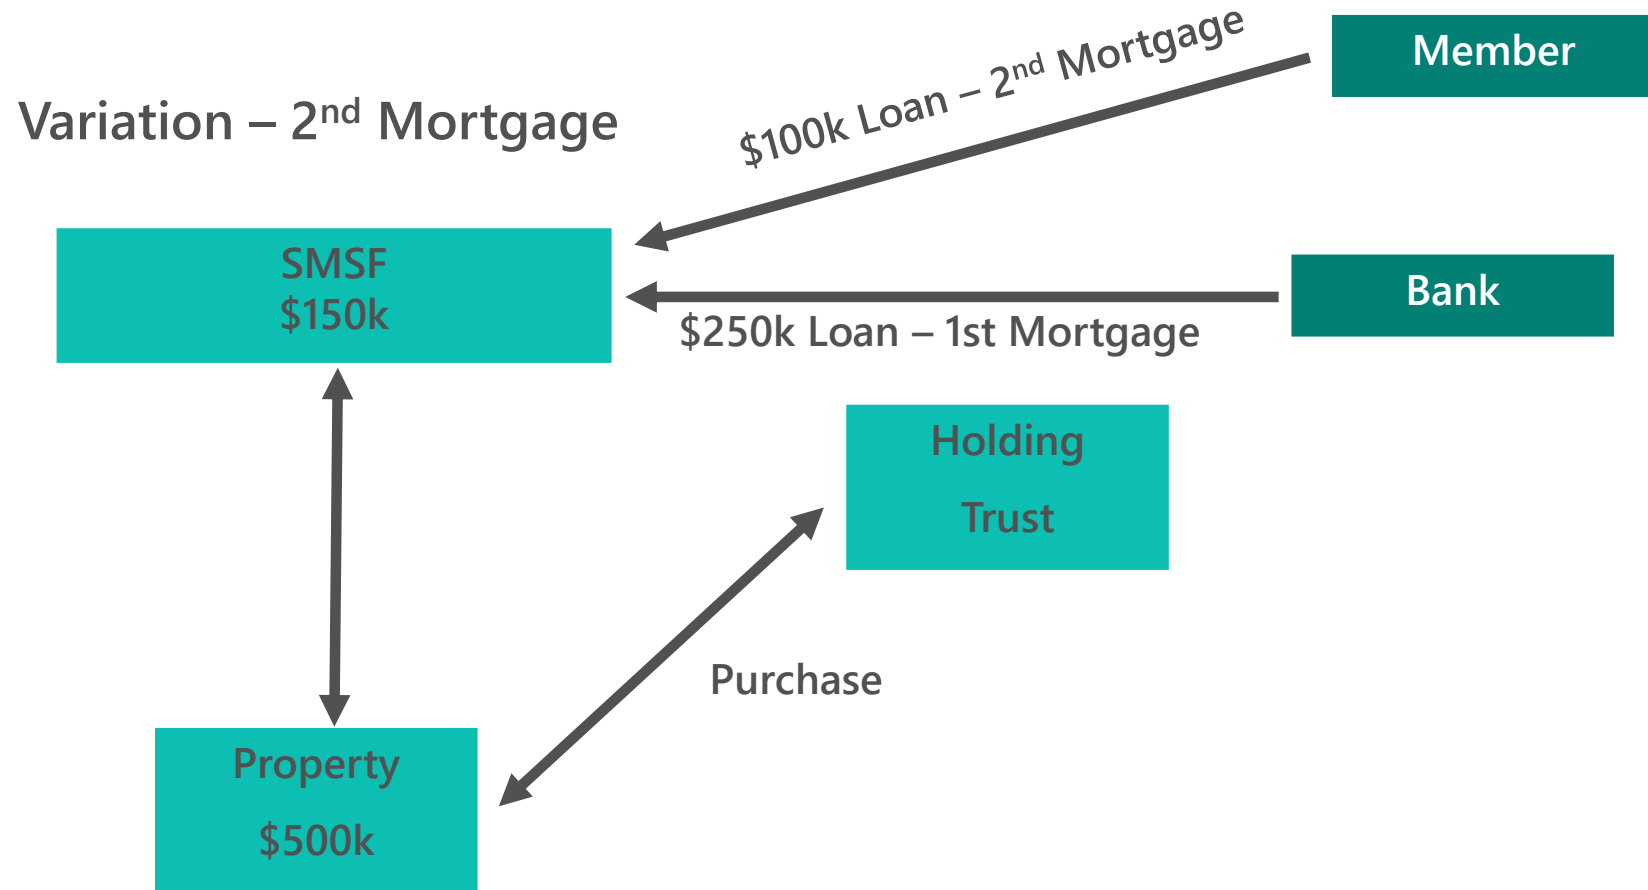 Variation – 2nd Mortgage
$100k Loan – 2nd Mortgage
Member
SMSF
$150k
Bank
$250k Loan – 1st Mortgage
Holding
Trust
Purchase
Property
$500k